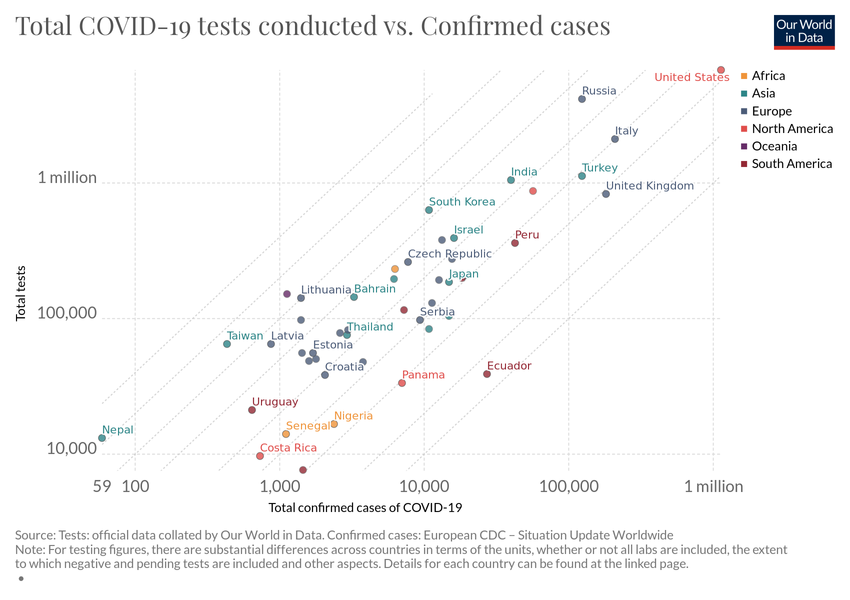 Total COVID-19 tests conducted vs. Confirmed cases
Our World
in Data
United States
Africa
Russia
Asia
Europe
Italy
North America
Oceania
South America
India
Turkey
1 million
United Kingdom
South Korea
Israel
Peru
Czech Republic
Japan
Lithuania
Bahrain
Total tests
100,000
Serbia
Thailand
Taiwan
Latvia
Estonia
Croatia
Ecuador
Panama
Uruguay
Nigeria
Senegal
Nepal
Costa Rica
10,000
59
100
1,000
10,000
100,000
1 million
Total confirmed cases of COVID-19
Source: Tests: official data collated by Our World in Data. Confirmed cases: European CDC – Situation Update Worldwide
Note: For testing figures, there are substantial differences across countries in terms of the units, whether or not all labs are included, the extent
to which negative and pending tests are included and other aspects. Details for each country can be found at the linked page.